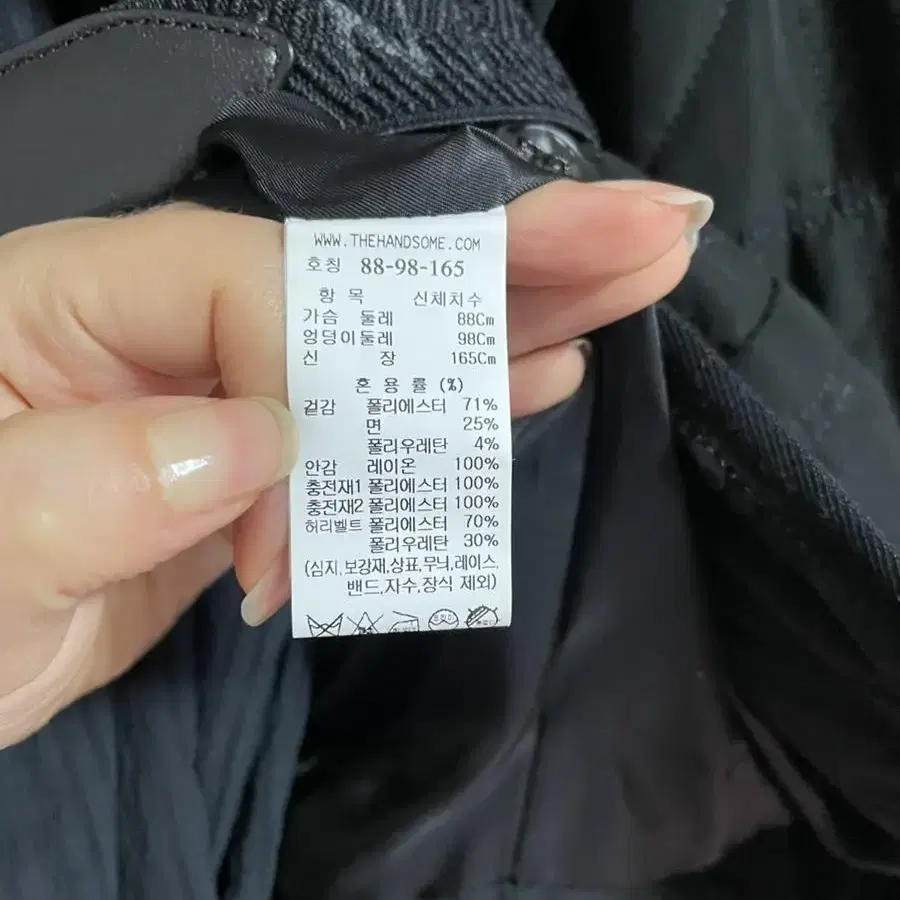 WWW.THEHANDSOME.COM
호칭 88-98-165
항 목 신체치수
가슴 둘레 88Cm
엉덩이둘레 98Cm
신 장 165Cm
혼 용 률 (%)
겉감 폴리에스터 71%
면 25%
폴리우레탄 4%
안감 레이온 100%
충전재1 폴리에스터 100%
충전재2 폴리에스터 100%
허리벨트 폴리에스터 70%
폴리우레탄 30%
(심지,보강재,상표,무늬,레이스,
밴드,자수,장식 제외)